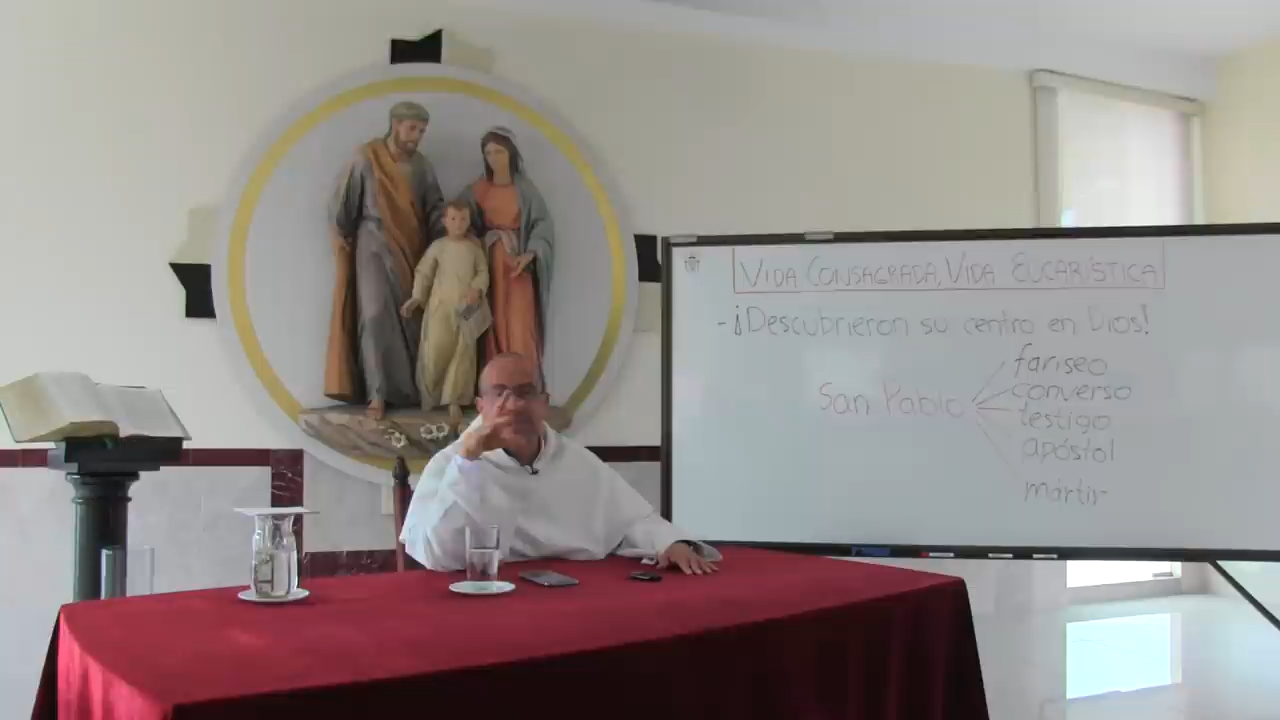 VIDA CONSAGRADA, VIDA EUCARÍSTICA
- ¡Descubrieron su centro en Dios!
San Pablo
fariseo
converso
testigo
apóstol
mártir